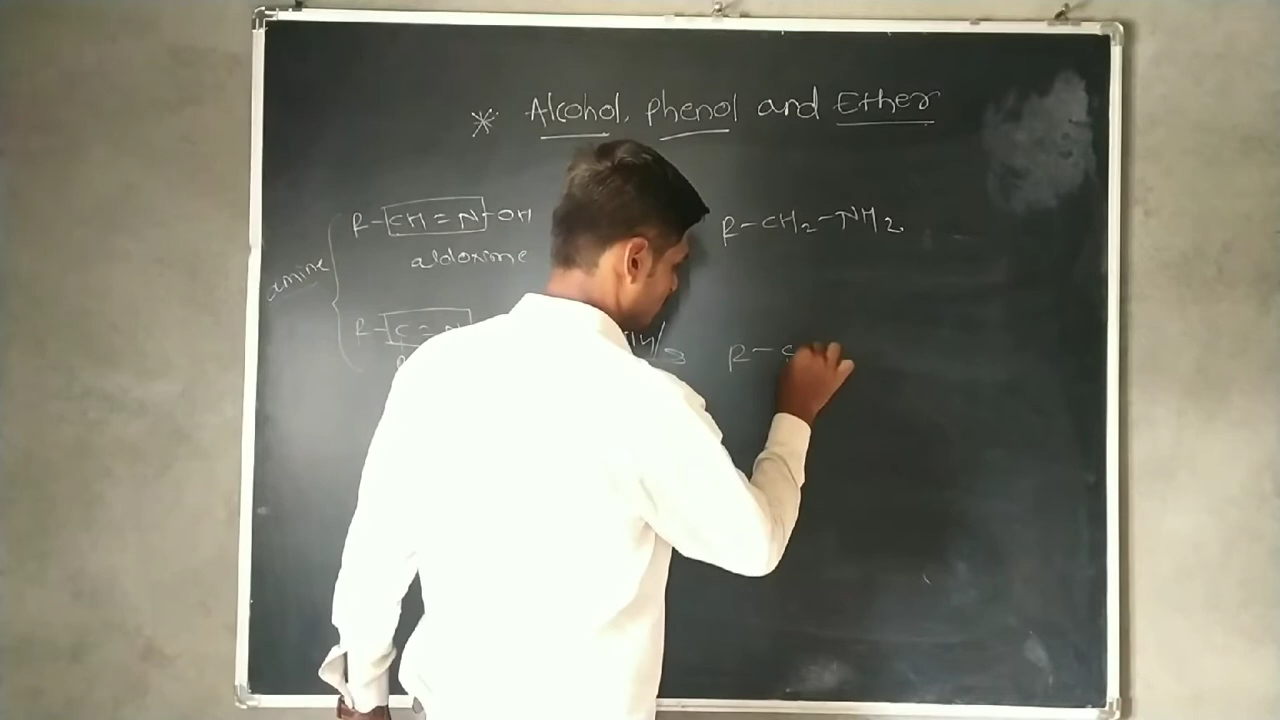 * Alcohol, phenol and Ether
R-CH=N-OH R-CH2-NH2.
aldoxime
amine
R-C=N R-